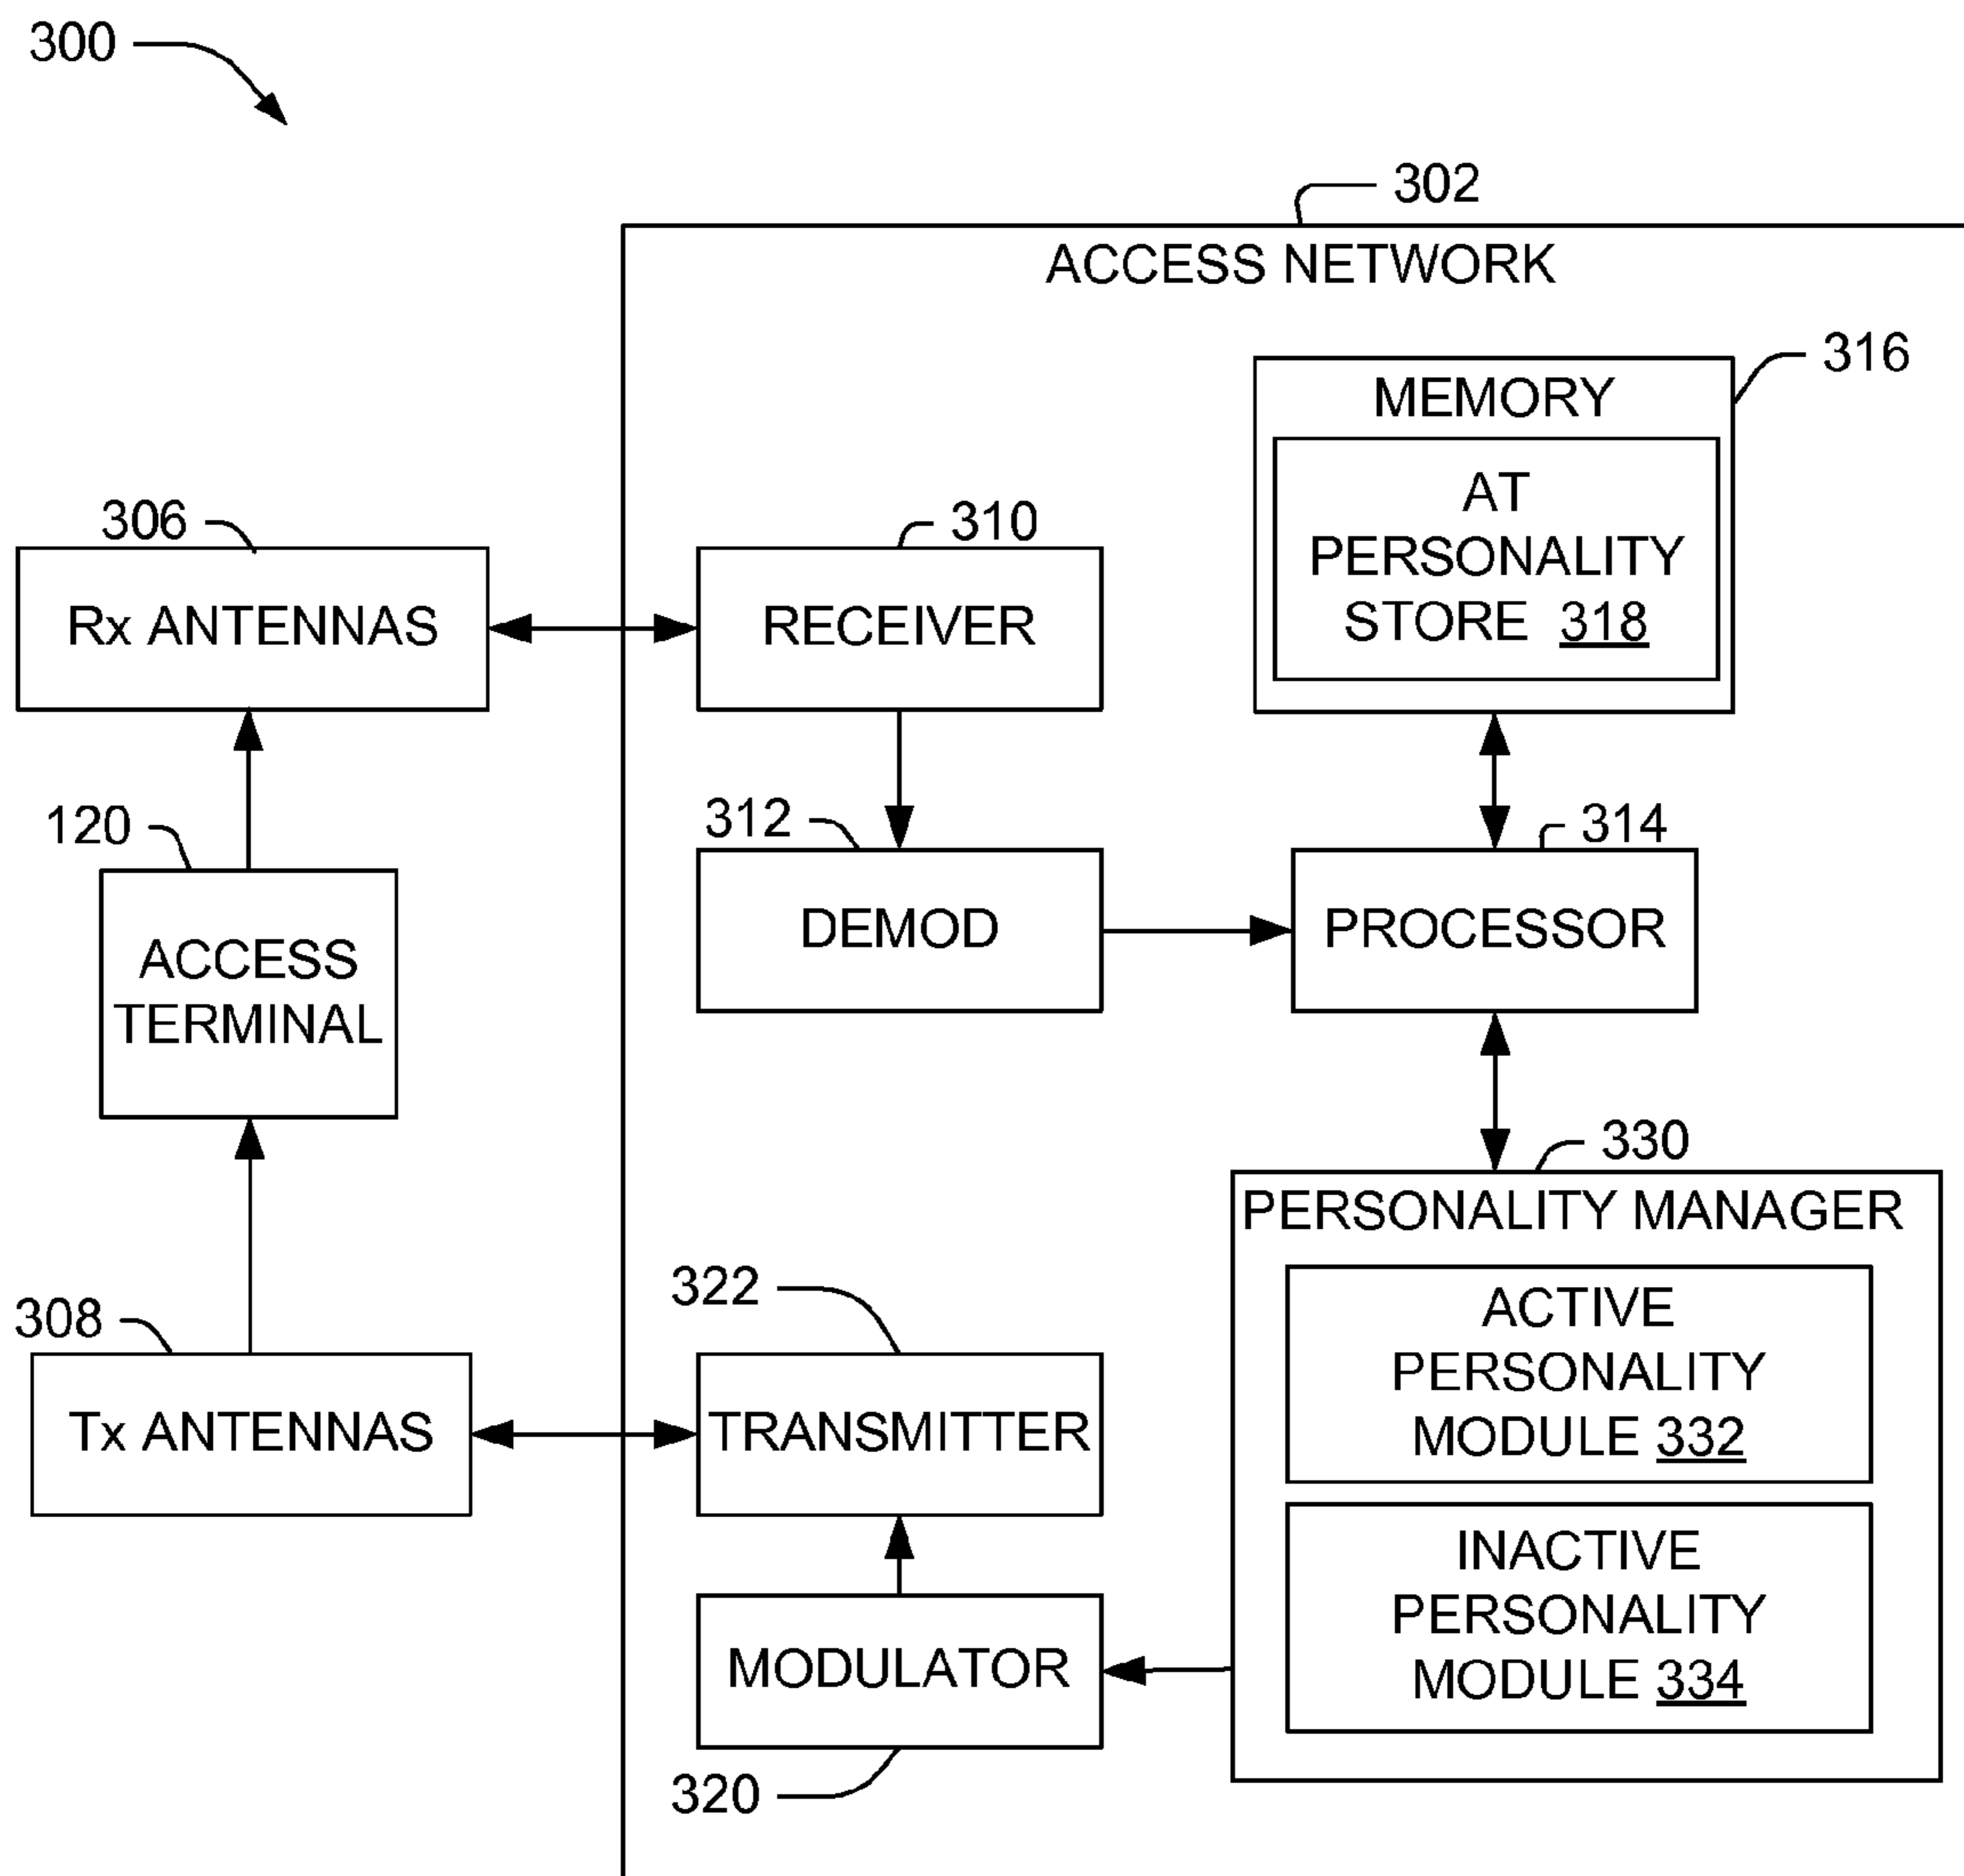 300
302
ACCESS NETWORK
316
MEMORY
AT
PERSONALITY
STORE 318
306
Rx ANTENNAS
310
RECEIVER
120
ACCESS
TERMINAL
312
DEMOD
314
PROCESSOR
330
PERSONALITY MANAGER
ACTIVE
PERSONALITY
MODULE 332
INACTIVE
PERSONALITY
MODULE 334
308
Tx ANTENNAS
322
TRANSMITTER
MODULATOR
320